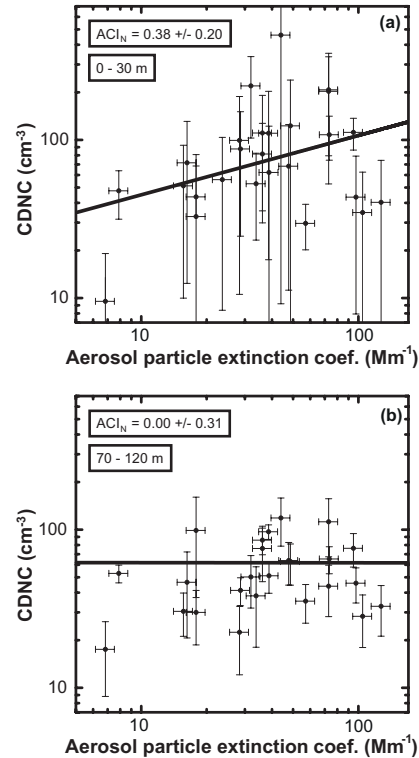 (a)
ACI_N = 0.38 +/- 0.20
0 - 30 m
CDNC (cm⁻³)
100
10
10
100
Aerosol particle extinction coef. (Mm⁻¹)
(b)
ACI_N = 0.00 +/- 0.31
70 - 120 m
CDNC (cm⁻³)
100
10
10
100
Aerosol particle extinction coef. (Mm⁻¹)